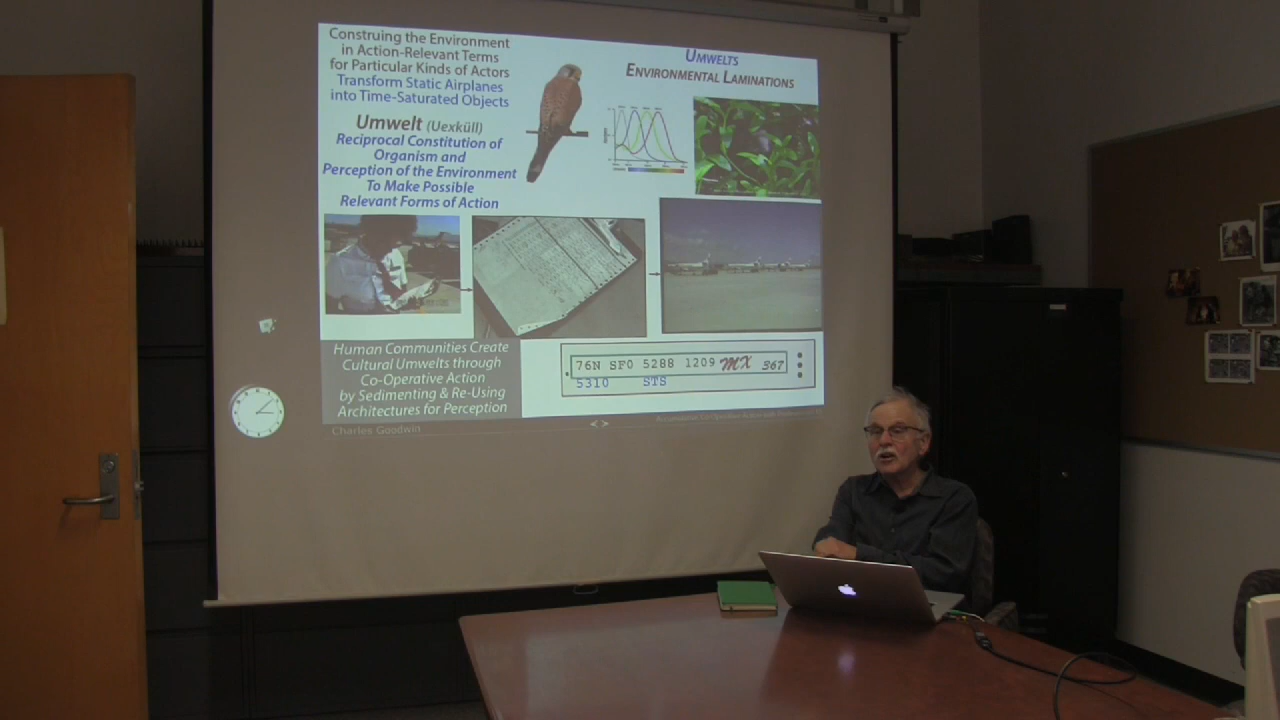 Construing the Environment
in Action-Relevant Terms
for Particular Kinds of Actors
Transform Static Airplanes
into Time-Saturated Objects
Umwelt (Uexküll)
Reciprocal Constitution of
Organism and
Perception of the Environment
To Make Possible
Relevant Forms of Action
UMWELTS
ENVIRONMENTAL LAMINATIONS
Human Communities Create
Cultural Umwelts through
Co-Operative Action
by Sedimenting & Re-Using
Architectures for Perception
76N SFO 5288 1209 MX 367
5310 STS
Charles Goodwin